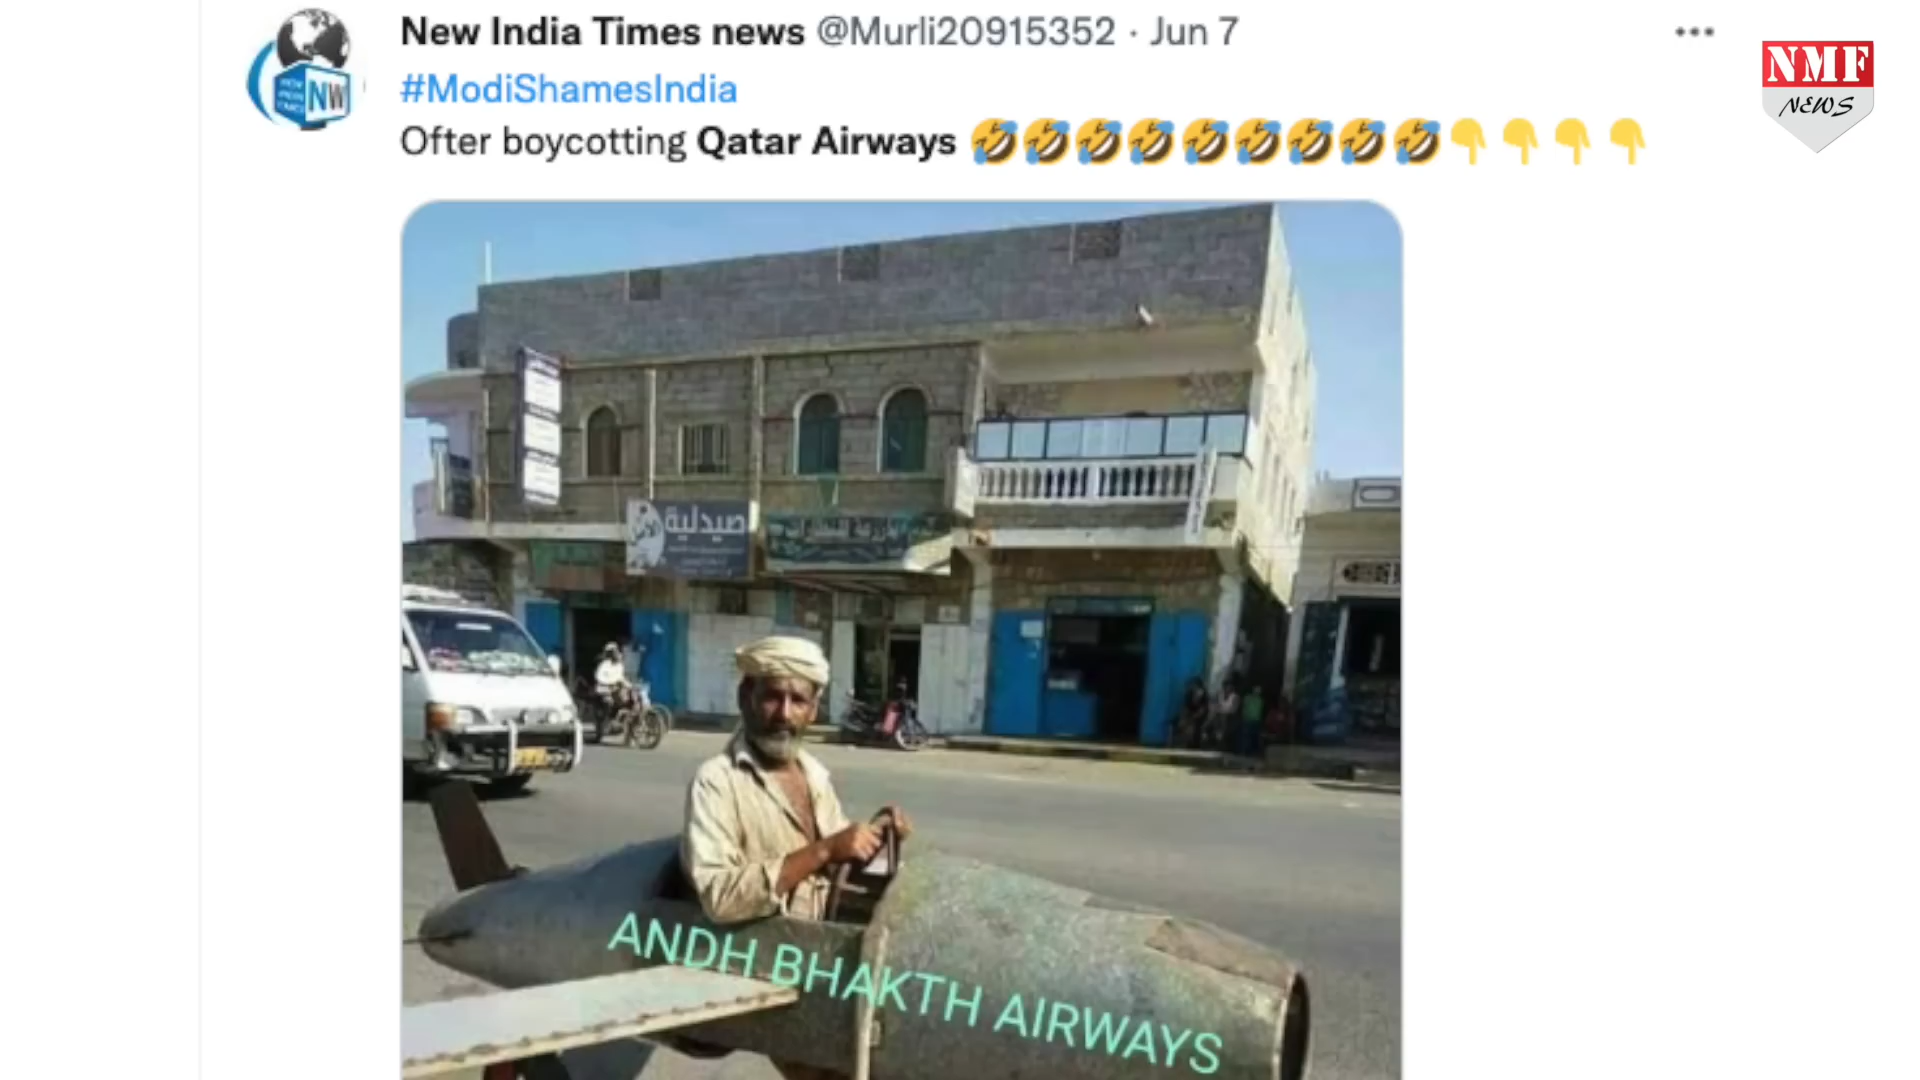 New India Times news @Murli20915352 · Jun 7
#ModiShamesIndia
Ofter boycotting Qatar Airways 🤣🤣🤣🤣🤣🤣🤣🤣🤣👇👇👇👇
NMF
NEWS
NW
صيدلية
ANDH BHAKTH AIRWAYS